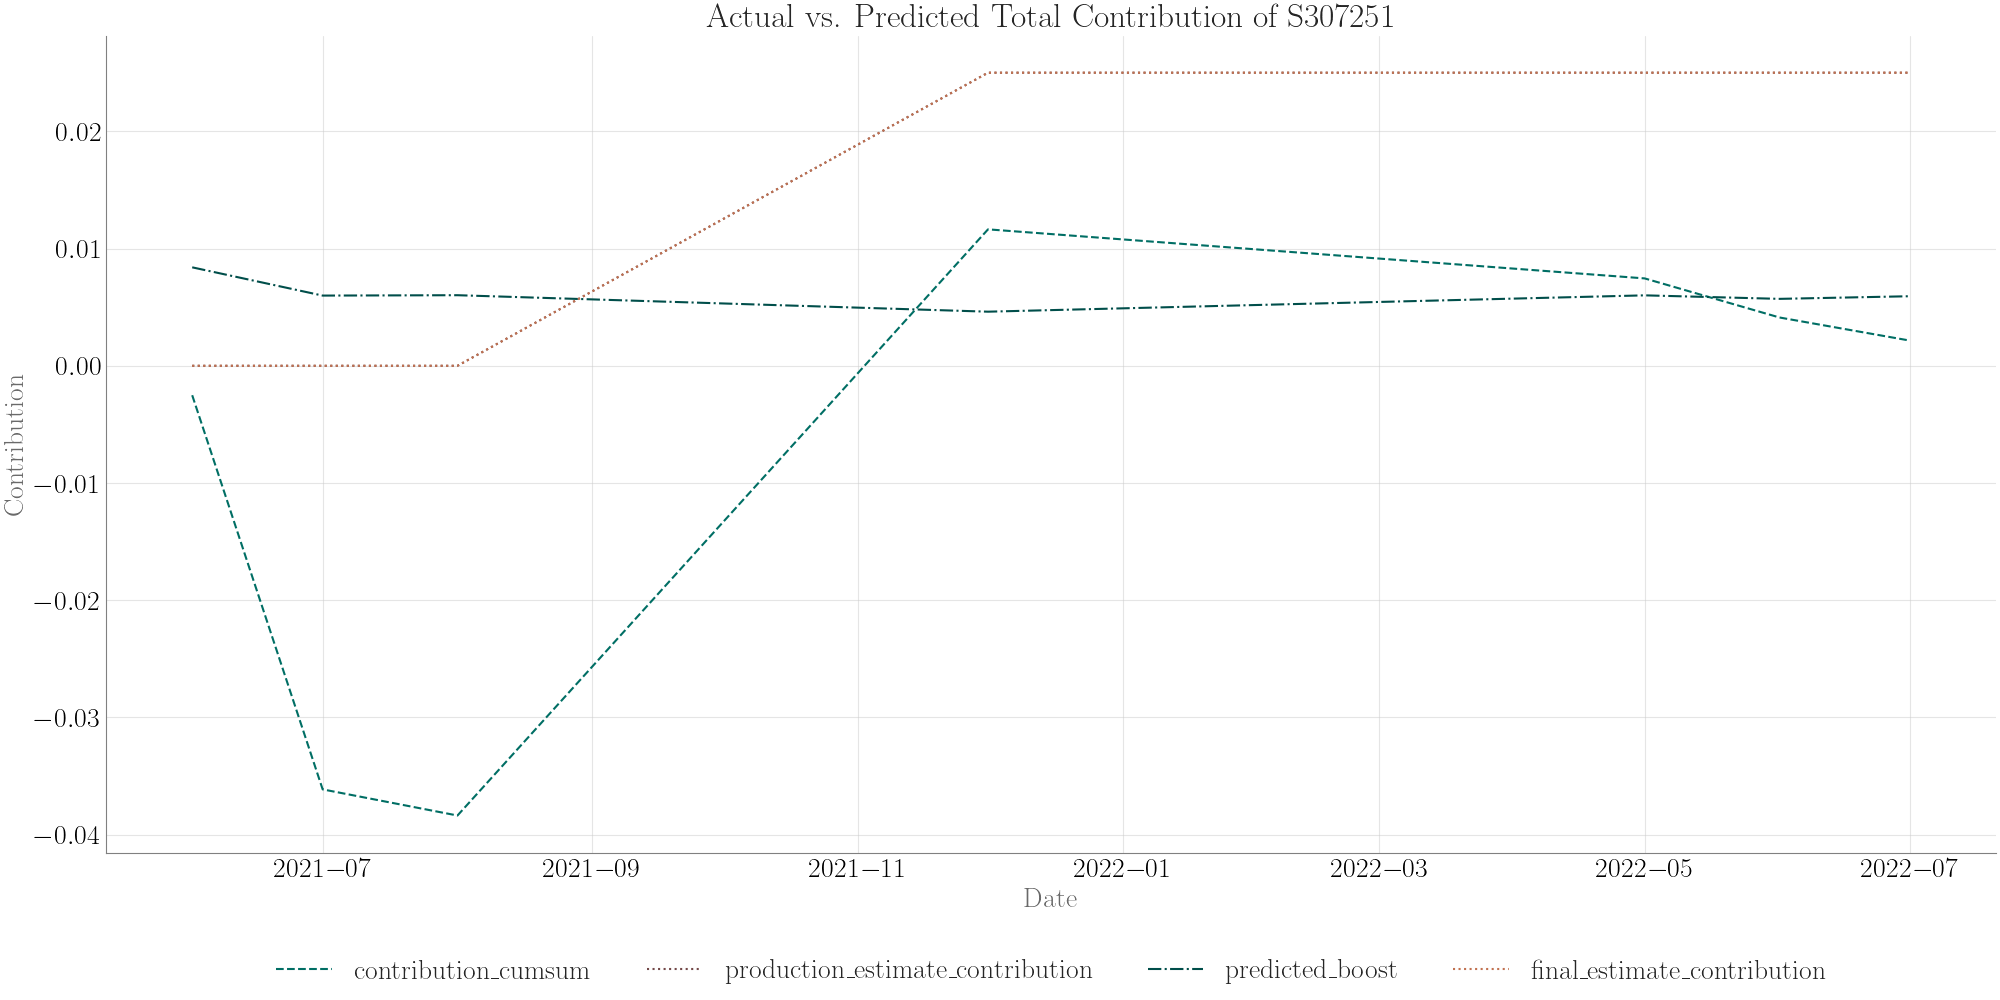 Actual vs. Predicted Total Contribution of S307251
Contribution
0.02
0.01
0.00
−0.01
−0.02
−0.03
−0.04
2021−07 2021−09 2021−11 2022−01 2022−03 2022−05 2022−07
Date
contribution_cumsum production_estimate_contribution predicted_boost final_estimate_contribution